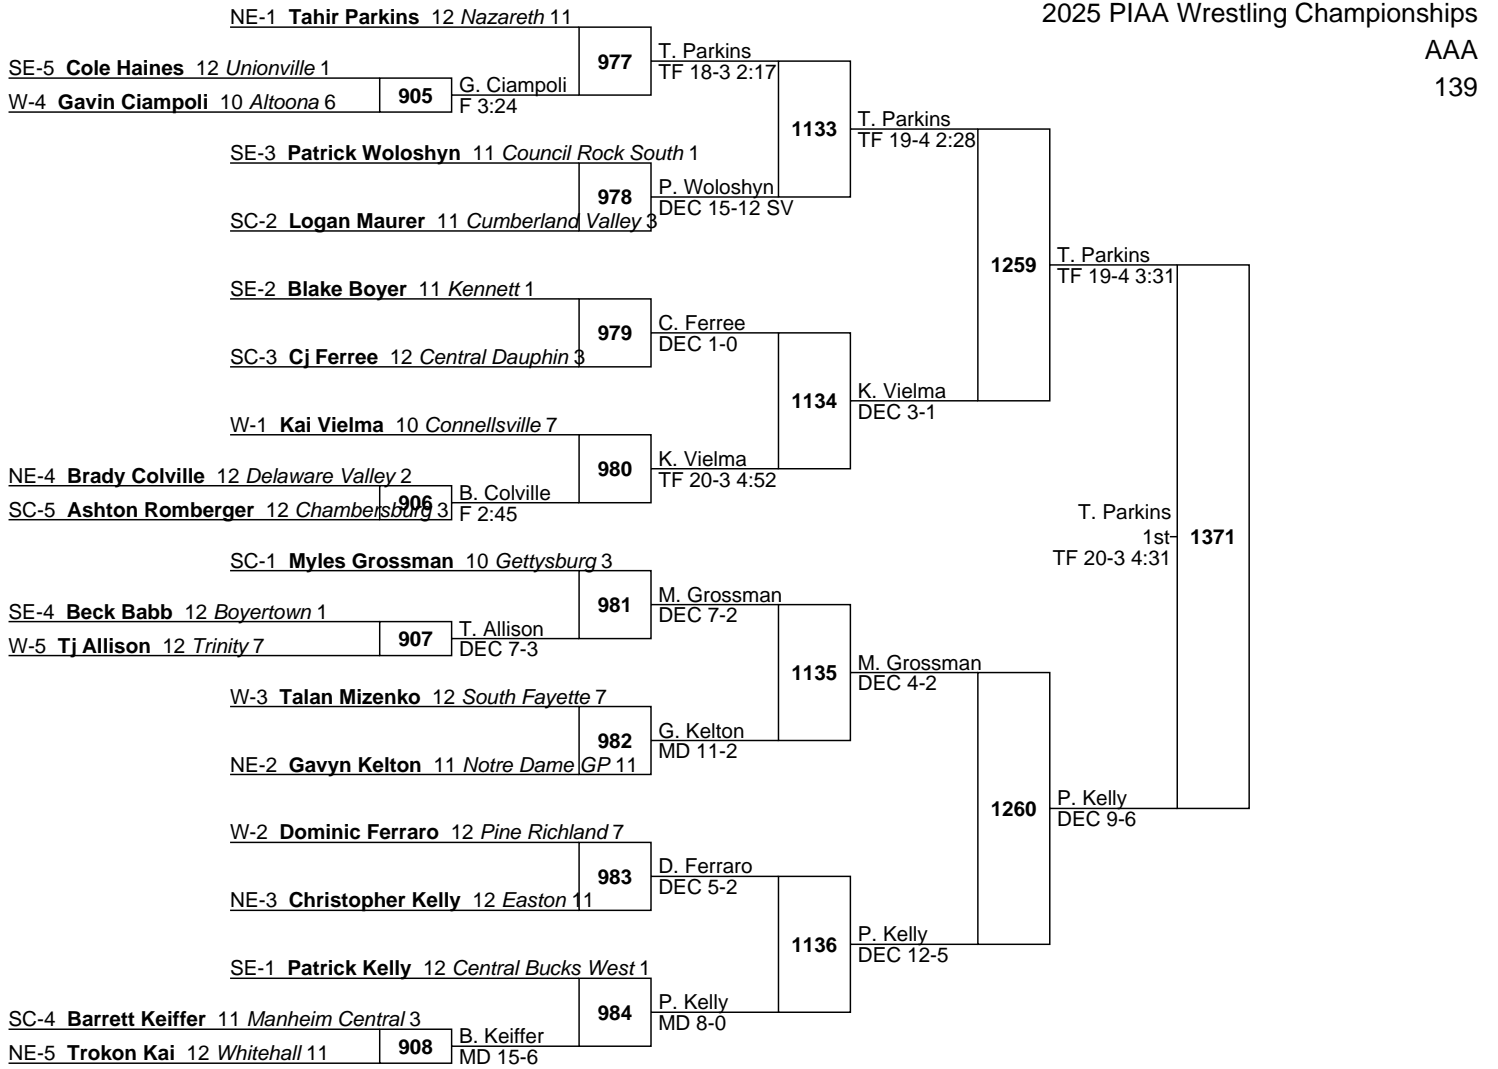 2025 PIAA Wrestling Championships
AAA
139
NE-1 Tahir Parkins 12 Nazareth 11
SE-5 Cole Haines 12 Unionville 1
W-4 Gavin Ciampoli 10 Altoona 6
905
G. Ciampoli
F 3:24
977
T. Parkins
TF 18-3 2:17
SE-3 Patrick Woloshyn 11 Council Rock South 1
SC-2 Logan Maurer 11 Cumberland Valley 3
978
P. Woloshyn
DEC 15-12 SV
1133
T. Parkins
TF 19-4 2:28
SE-2 Blake Boyer 11 Kennett 1
SC-3 Cj Ferree 12 Central Dauphin 3
979
C. Ferree
DEC 1-0
W-1 Kai Vielma 10 Connellsville 7
NE-4 Brady Colville 12 Delaware Valley 2
SC-5 Ashton Romberger 12 Chambersburg 3
906
B. Colville
F 2:45
980
K. Vielma
TF 20-3 4:52
1134
K. Vielma
DEC 3-1
1259
T. Parkins
TF 19-4 3:31
SC-1 Myles Grossman 10 Gettysburg 3
SE-4 Beck Babb 12 Boyertown 1
W-5 Tj Allison 12 Trinity 7
907
T. Allison
DEC 7-3
981
M. Grossman
DEC 7-2
W-3 Talan Mizenko 12 South Fayette 7
NE-2 Gavyn Kelton 11 Notre Dame GP 11
982
G. Kelton
MD 11-2
1135
M. Grossman
DEC 4-2
W-2 Dominic Ferraro 12 Pine Richland 7
NE-3 Christopher Kelly 12 Easton 11
983
D. Ferraro
DEC 5-2
SE-1 Patrick Kelly 12 Central Bucks West 1
SC-4 Barrett Keiffer 11 Manheim Central 3
NE-5 Trokon Kai 12 Whitehall 11
908
B. Keiffer
MD 15-6
984
P. Kelly
MD 8-0
1136
P. Kelly
DEC 12-5
1260
P. Kelly
DEC 9-6
T. Parkins
1st
TF 20-3 4:31
1371